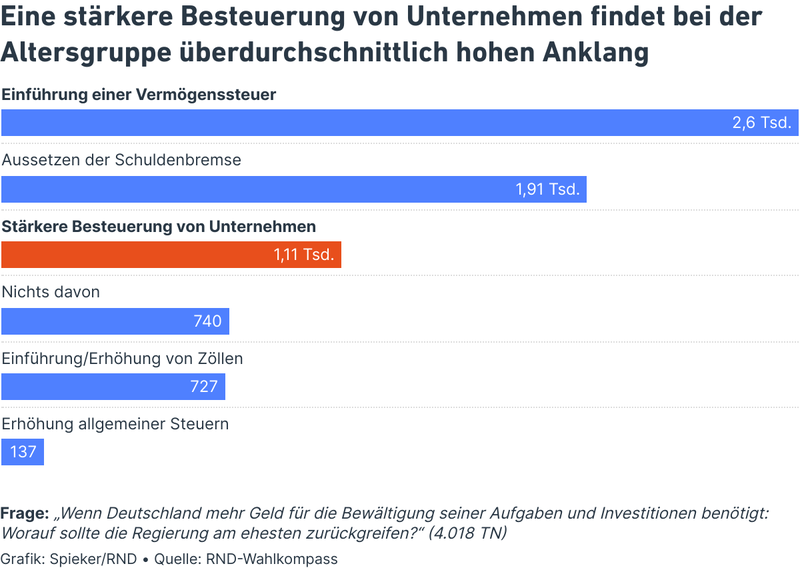 Eine stärkere Besteuerung von Unternehmen findet bei der
Altersgruppe überdurchschnittlich hohen Anklang
Einführung einer Vermögenssteuer
2,6 Tsd.
Aussetzen der Schuldenbremse
1,91 Tsd.
Stärkere Besteuerung von Unternehmen
1,11 Tsd.
Nichts davon
740
Einführung/Erhöhung von Zöllen
727
Erhöhung allgemeiner Steuern
137
Frage: „Wenn Deutschland mehr Geld für die Bewältigung seiner Aufgaben und Investitionen benötigt:
Worauf sollte die Regierung am ehesten zurückgreifen?“ (4.018 TN)
Grafik: Spieker/RND • Quelle: RND-Wahlkompass